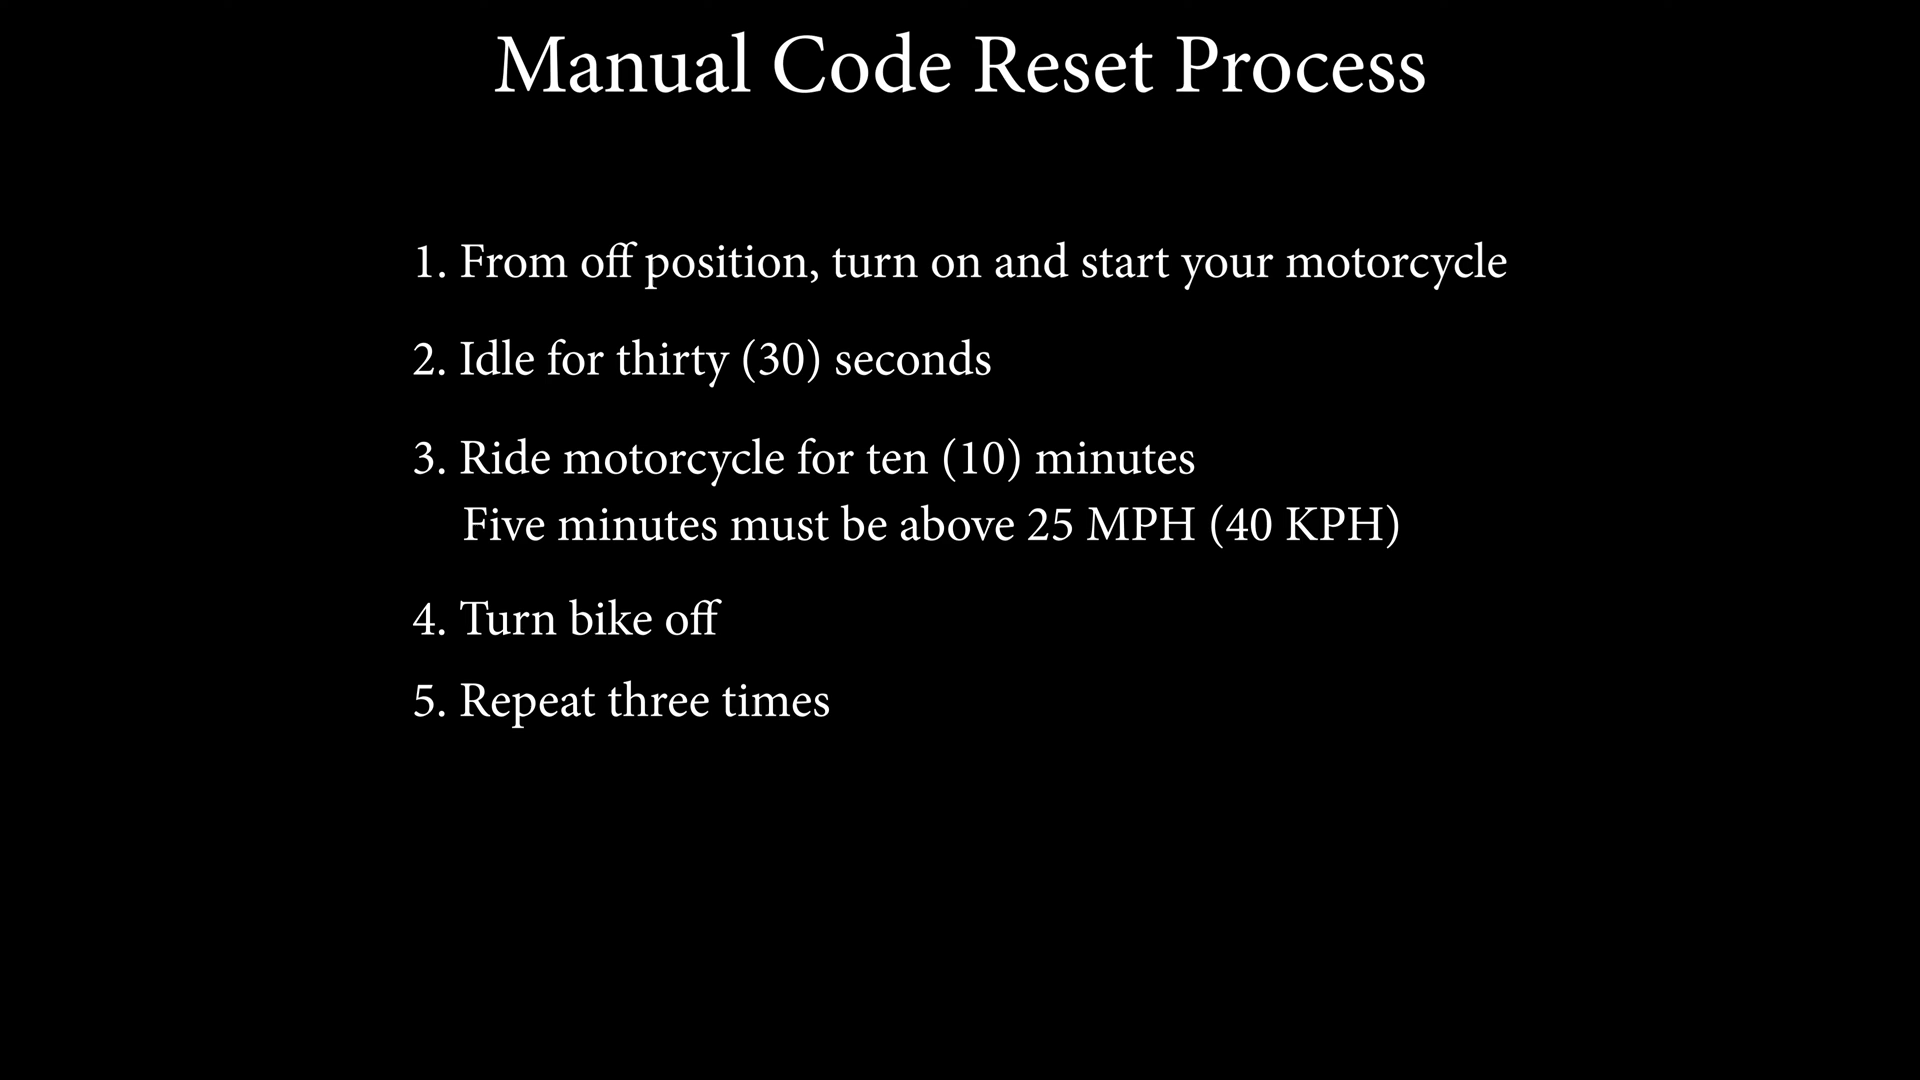 Manual Code Reset Process
1. From off position, turn on and start your motorcycle
2. Idle for thirty (30) seconds
3. Ride motorcycle for ten (10) minutes
Five minutes must be above 25 MPH (40 KPH)
4. Turn bike off
5. Repeat three times